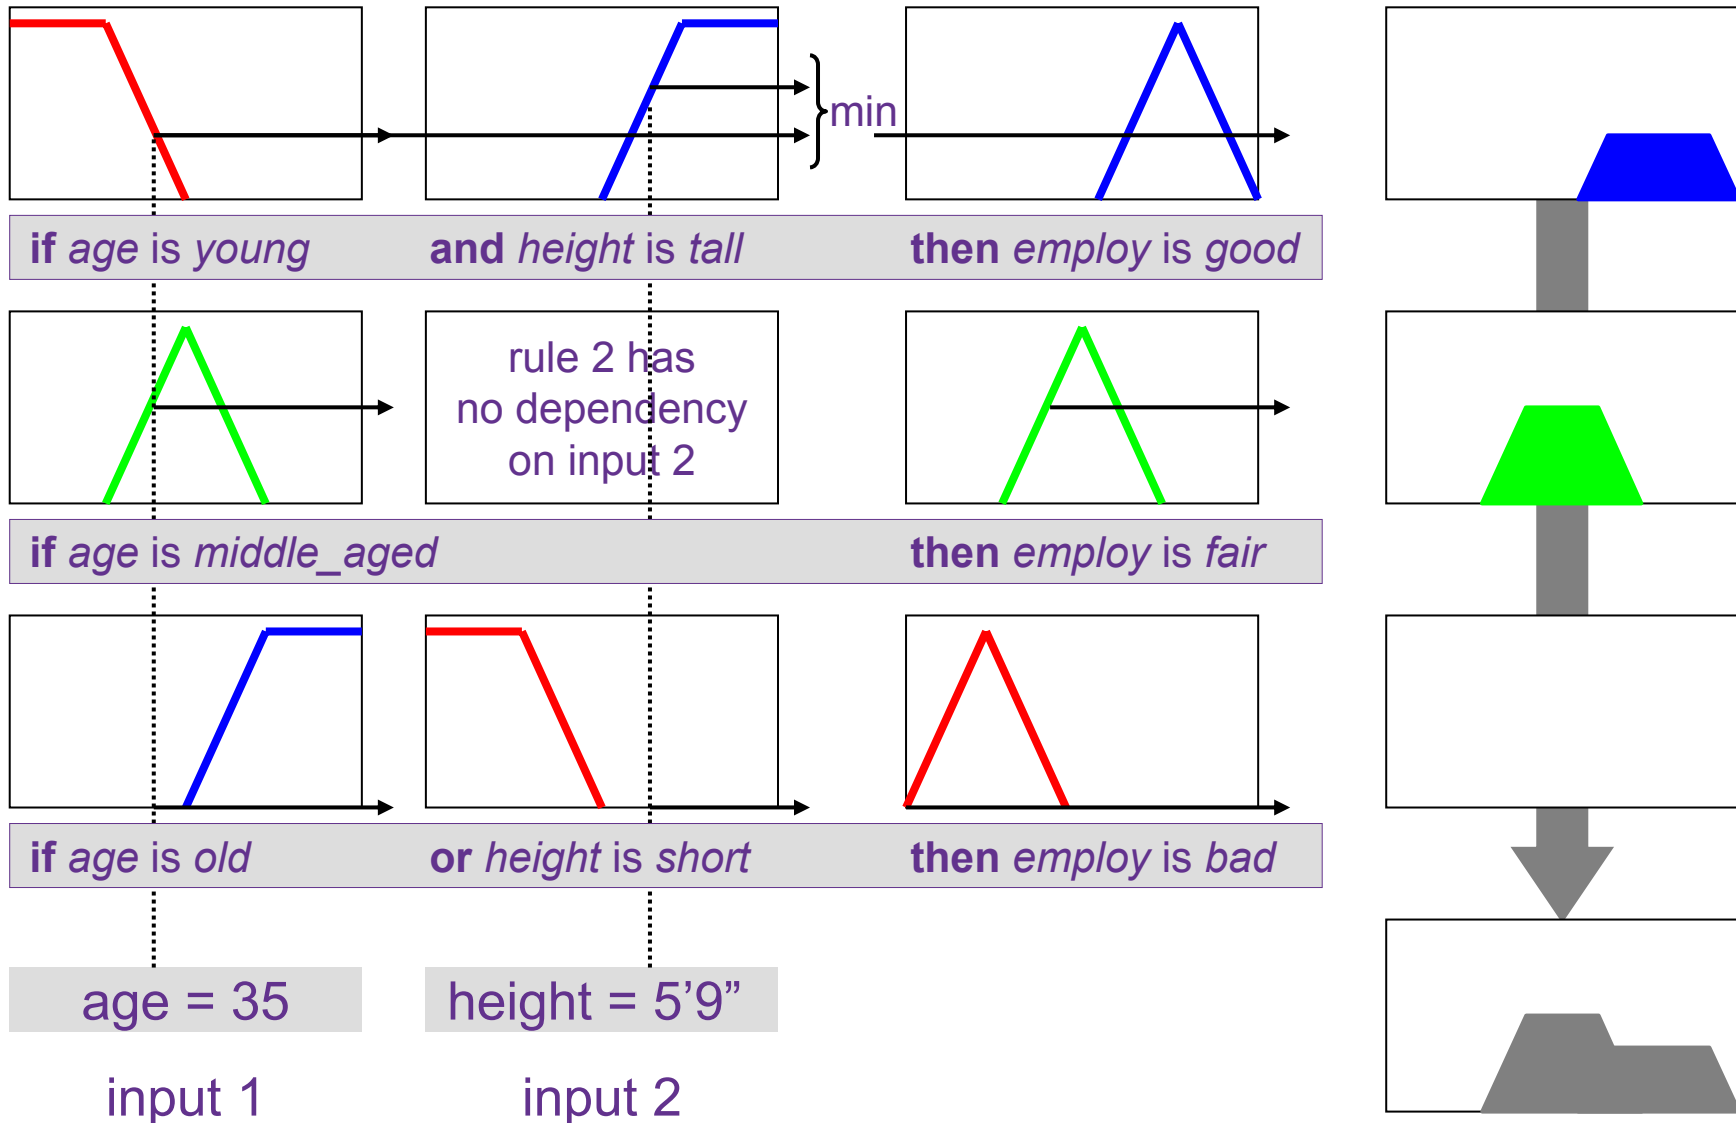 min
if age is young and height is tall then employ is good
rule 2 has
no dependency
on input 2
if age is middle_aged then employ is fair
if age is old or height is short then employ is bad
age = 35 height = 5’9”
input 1 input 2